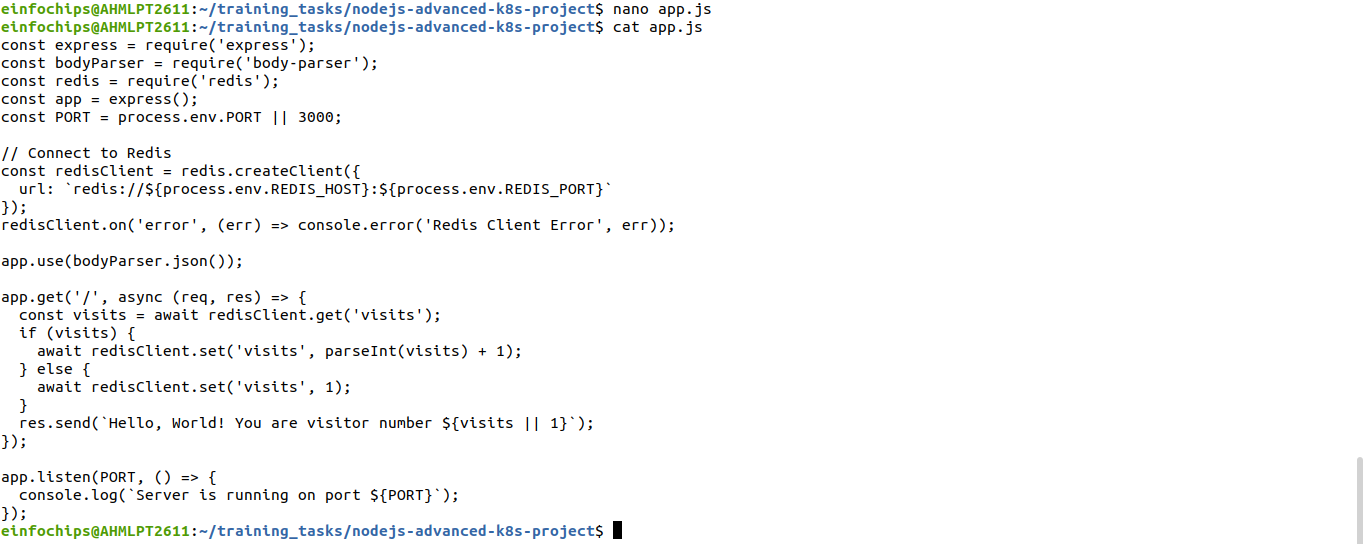 einfochips@AHMLPT2611:~/training_tasks/nodejs-advanced-k8s-project$ nano app.js
einfochips@AHMLPT2611:~/training_tasks/nodejs-advanced-k8s-project$ cat app.js
const express = require('express');
const bodyParser = require('body-parser');
const redis = require('redis');
const app = express();
const PORT = process.env.PORT || 3000;

// Connect to Redis
const redisClient = redis.createClient({
  url: `redis://${process.env.REDIS_HOST}:${process.env.REDIS_PORT}`
});
redisClient.on('error', (err) => console.error('Redis Client Error', err));

app.use(bodyParser.json());

app.get('/', async (req, res) => {
  const visits = await redisClient.get('visits');
  if (visits) {
    await redisClient.set('visits', parseInt(visits) + 1);
  } else {
    await redisClient.set('visits', 1);
  }
  res.send(`Hello, World! You are visitor number ${visits || 1}`);
});

app.listen(PORT, () => {
  console.log(`Server is running on port ${PORT}`);
});
einfochips@AHMLPT2611:~/training_tasks/nodejs-advanced-k8s-project$